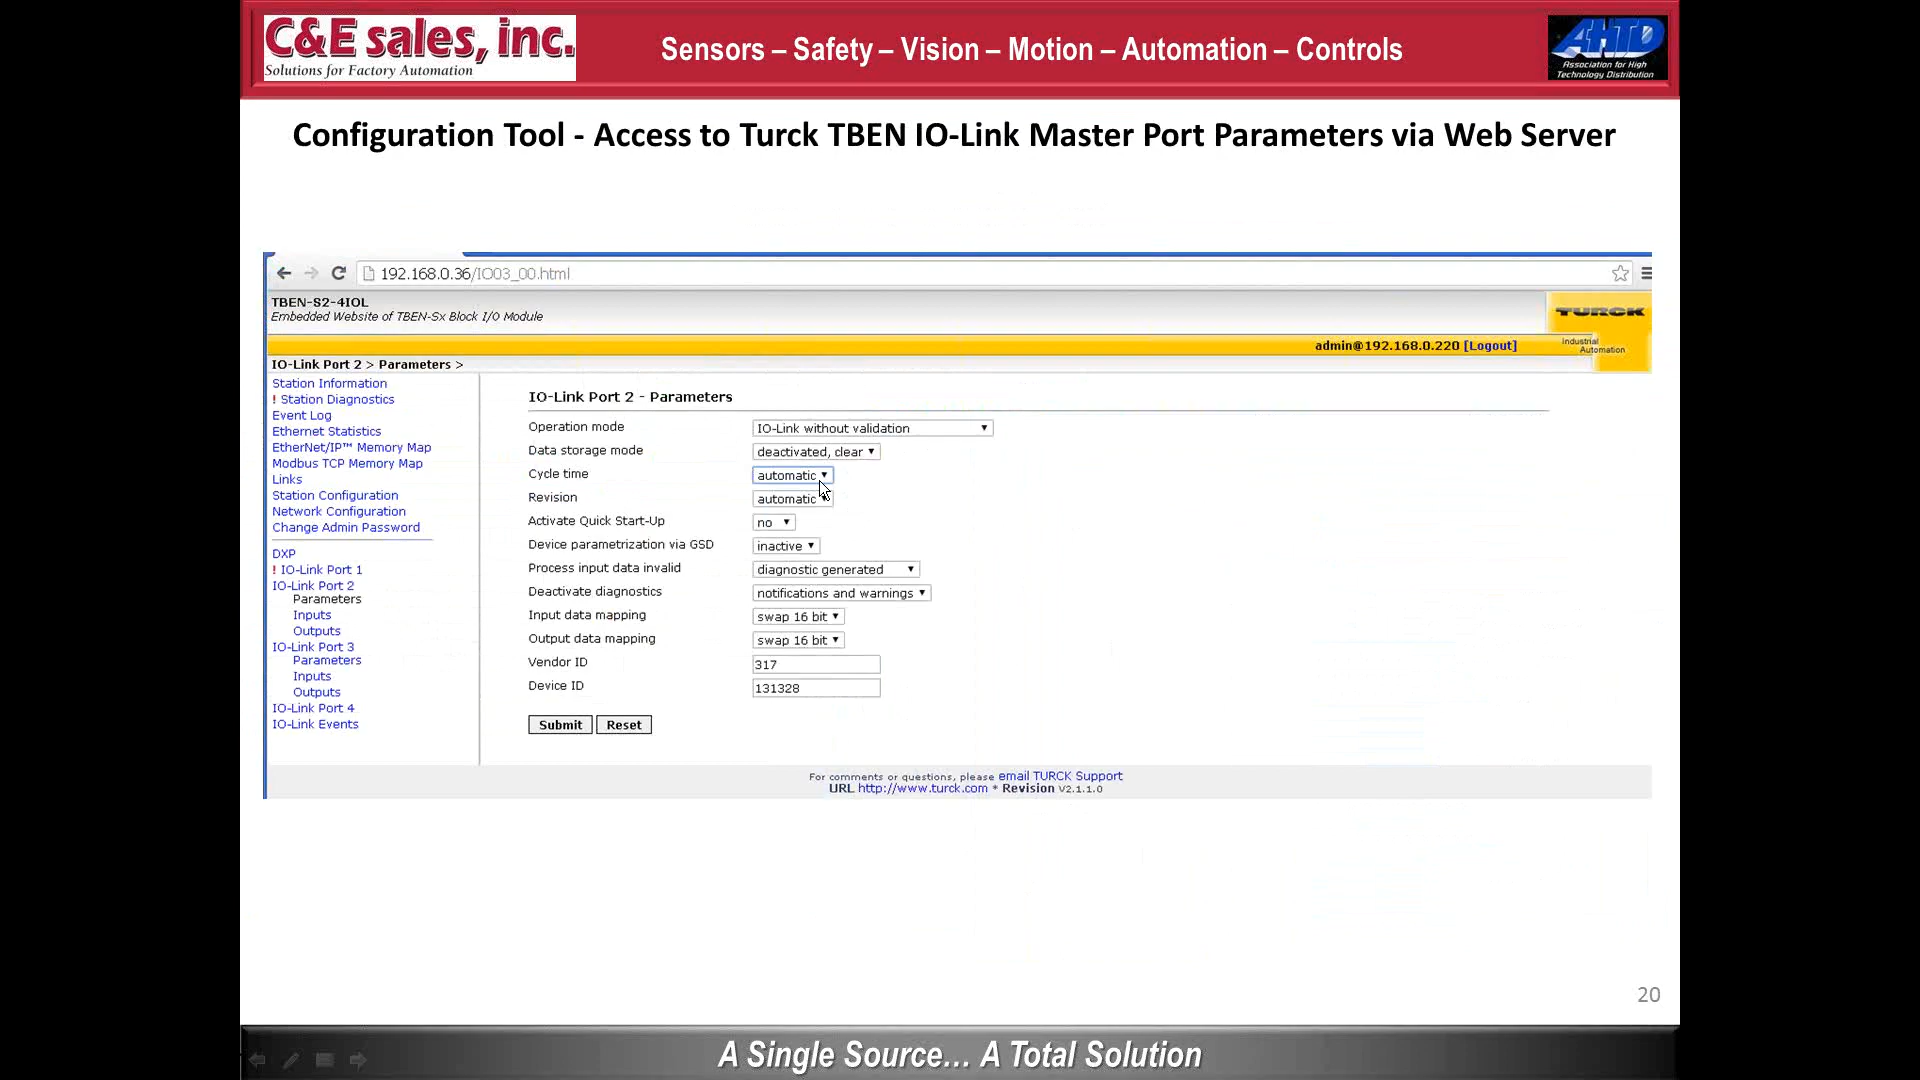 C&E sales, inc.
Solutions for Factory Automation
Sensors – Safety – Vision – Motion – Automation – Controls
AHTD
Association for High
Technology Distribution
Configuration Tool - Access to Turck TBEN IO-Link Master Port Parameters via Web Server
192.168.0.36/IO03_00.html
TBEN-S2-4IOL
Embedded Website of TBEN-Sx Block I/O Module
TURCK
Industrial
Automation
admin@192.168.0.220 [Logout]
IO-Link Port 2 > Parameters >
Station Information
! Station Diagnostics
Event Log
Ethernet Statistics
EtherNet/IP™ Memory Map
Modbus TCP Memory Map
Links
Station Configuration
Network Configuration
Change Admin Password
DXP
! IO-Link Port 1
IO-Link Port 2
Parameters
Inputs
Outputs
IO-Link Port 3
Parameters
Inputs
Outputs
IO-Link Port 4
IO-Link Events
IO-Link Port 2 - Parameters
Operation mode IO-Link without validation
Data storage mode deactivated, clear
Cycle time automatic
Revision automatic
Activate Quick Start-Up no
Device parametrization via GSD inactive
Process input data invalid diagnostic generated
Deactivate diagnostics notifications and warnings
Input data mapping swap 16 bit
Output data mapping swap 16 bit
Vendor ID 317
Device ID 131328
Submit Reset
For comments or questions, please email TURCK Support
URL http://www.turck.com * Revision V2.1.1.0
20
A Single Source... A Total Solution